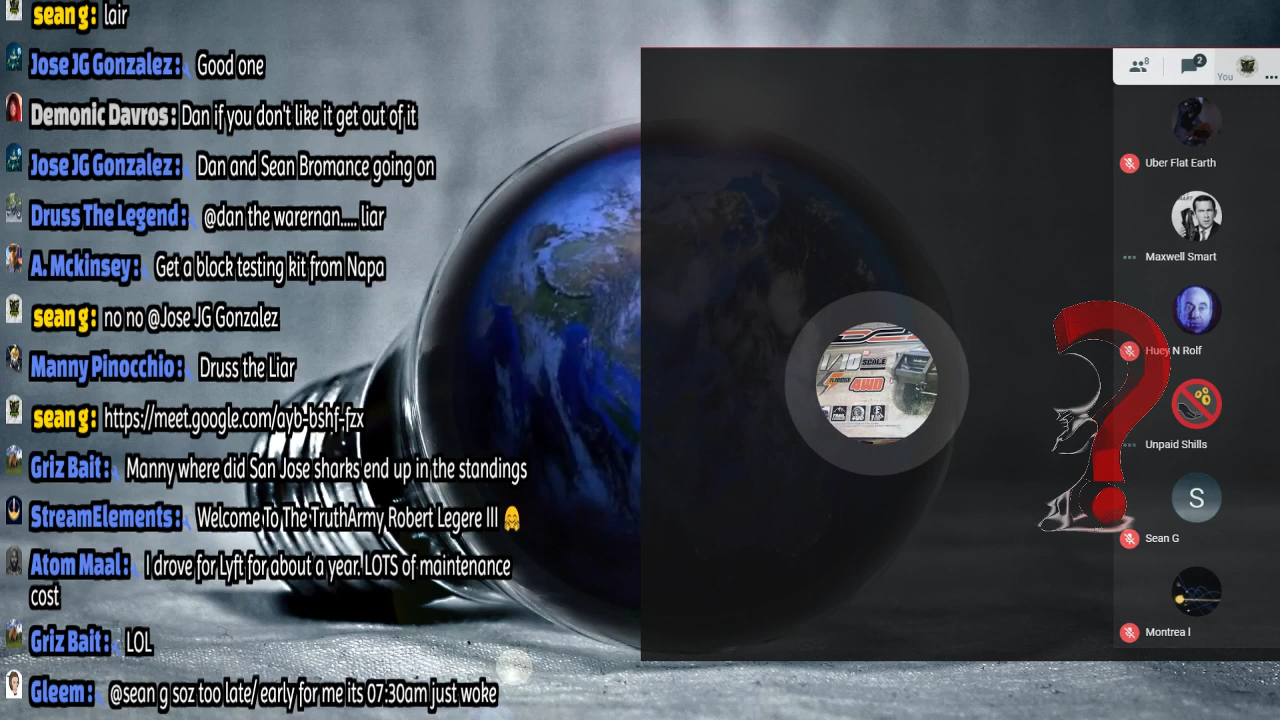 sean g: lair
Jose JG Gonzalez: Good one
Demonic Davros: Dan if you don't like it get out of it
Jose JG Gonzalez: Dan and Sean Bromance going on
Druss The Legend: @dan the warernan..... liar
A. Mckinsey: Get a block testing kit from Napa
sean g: no no @Jose JG Gonzalez
Manny Pinocchio: Druss the Liar
sean g: https://meet.google.com/ayb-bshf-fzx
Griz Bait: Manny where did San Jose sharks end up in the standings
StreamElements: Welcome To The TruthArmy Robert Legere III 🤗
Atom Maal: I drove for Lyft for about a year. LOTS of maintenance
cost
Griz Bait: LOL
Gleem: @sean g soz too late/ early for me its 07:30am just woke
1/10 SCALE
4WD
8
2
You
Uber Flat Earth
Maxwell Smart
Huey N Rolf
Unpaid Shills
S
Sean G
Montrea l
?